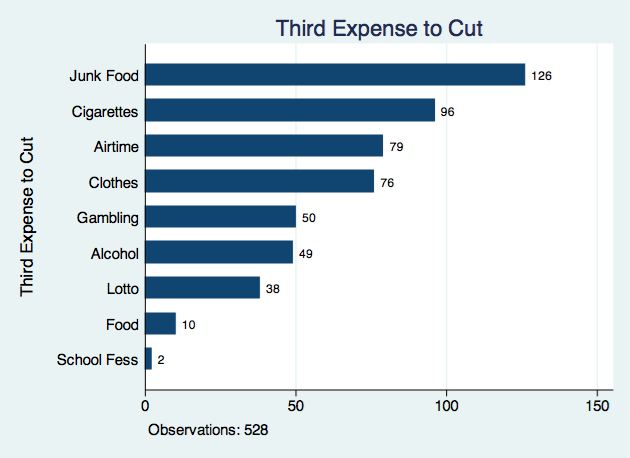 Third Expense to Cut
Third Expense to Cut
Junk Food 126
Cigarettes 96
Airtime 79
Clothes 76
Gambling 50
Alcohol 49
Lotto 38
Food 10
School Fess 2
0 50 100 150
Observations: 528